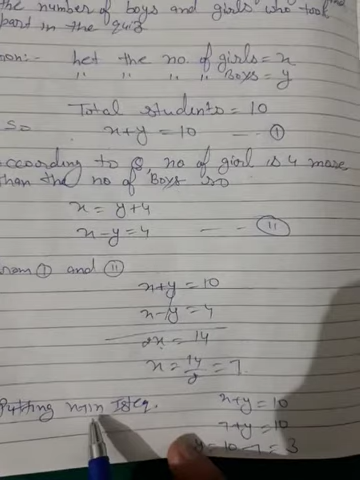 the number of boys and girls who took
part in the quiz
Let the no. of girls = x
" " " " Boys = y
Total students = 10
So x+y = 10 -- ①
According to Q, no of girl is 4 more
than the no of Boys so
x = y+4
x-y = 4 -- ⑪
① and ⑪
x+y = 10
x-y = 4
2x = 14
x = 14/2 = 7
Putting in Ist eq.
x+y = 10
7+y = 10
y = 10-7 = 3